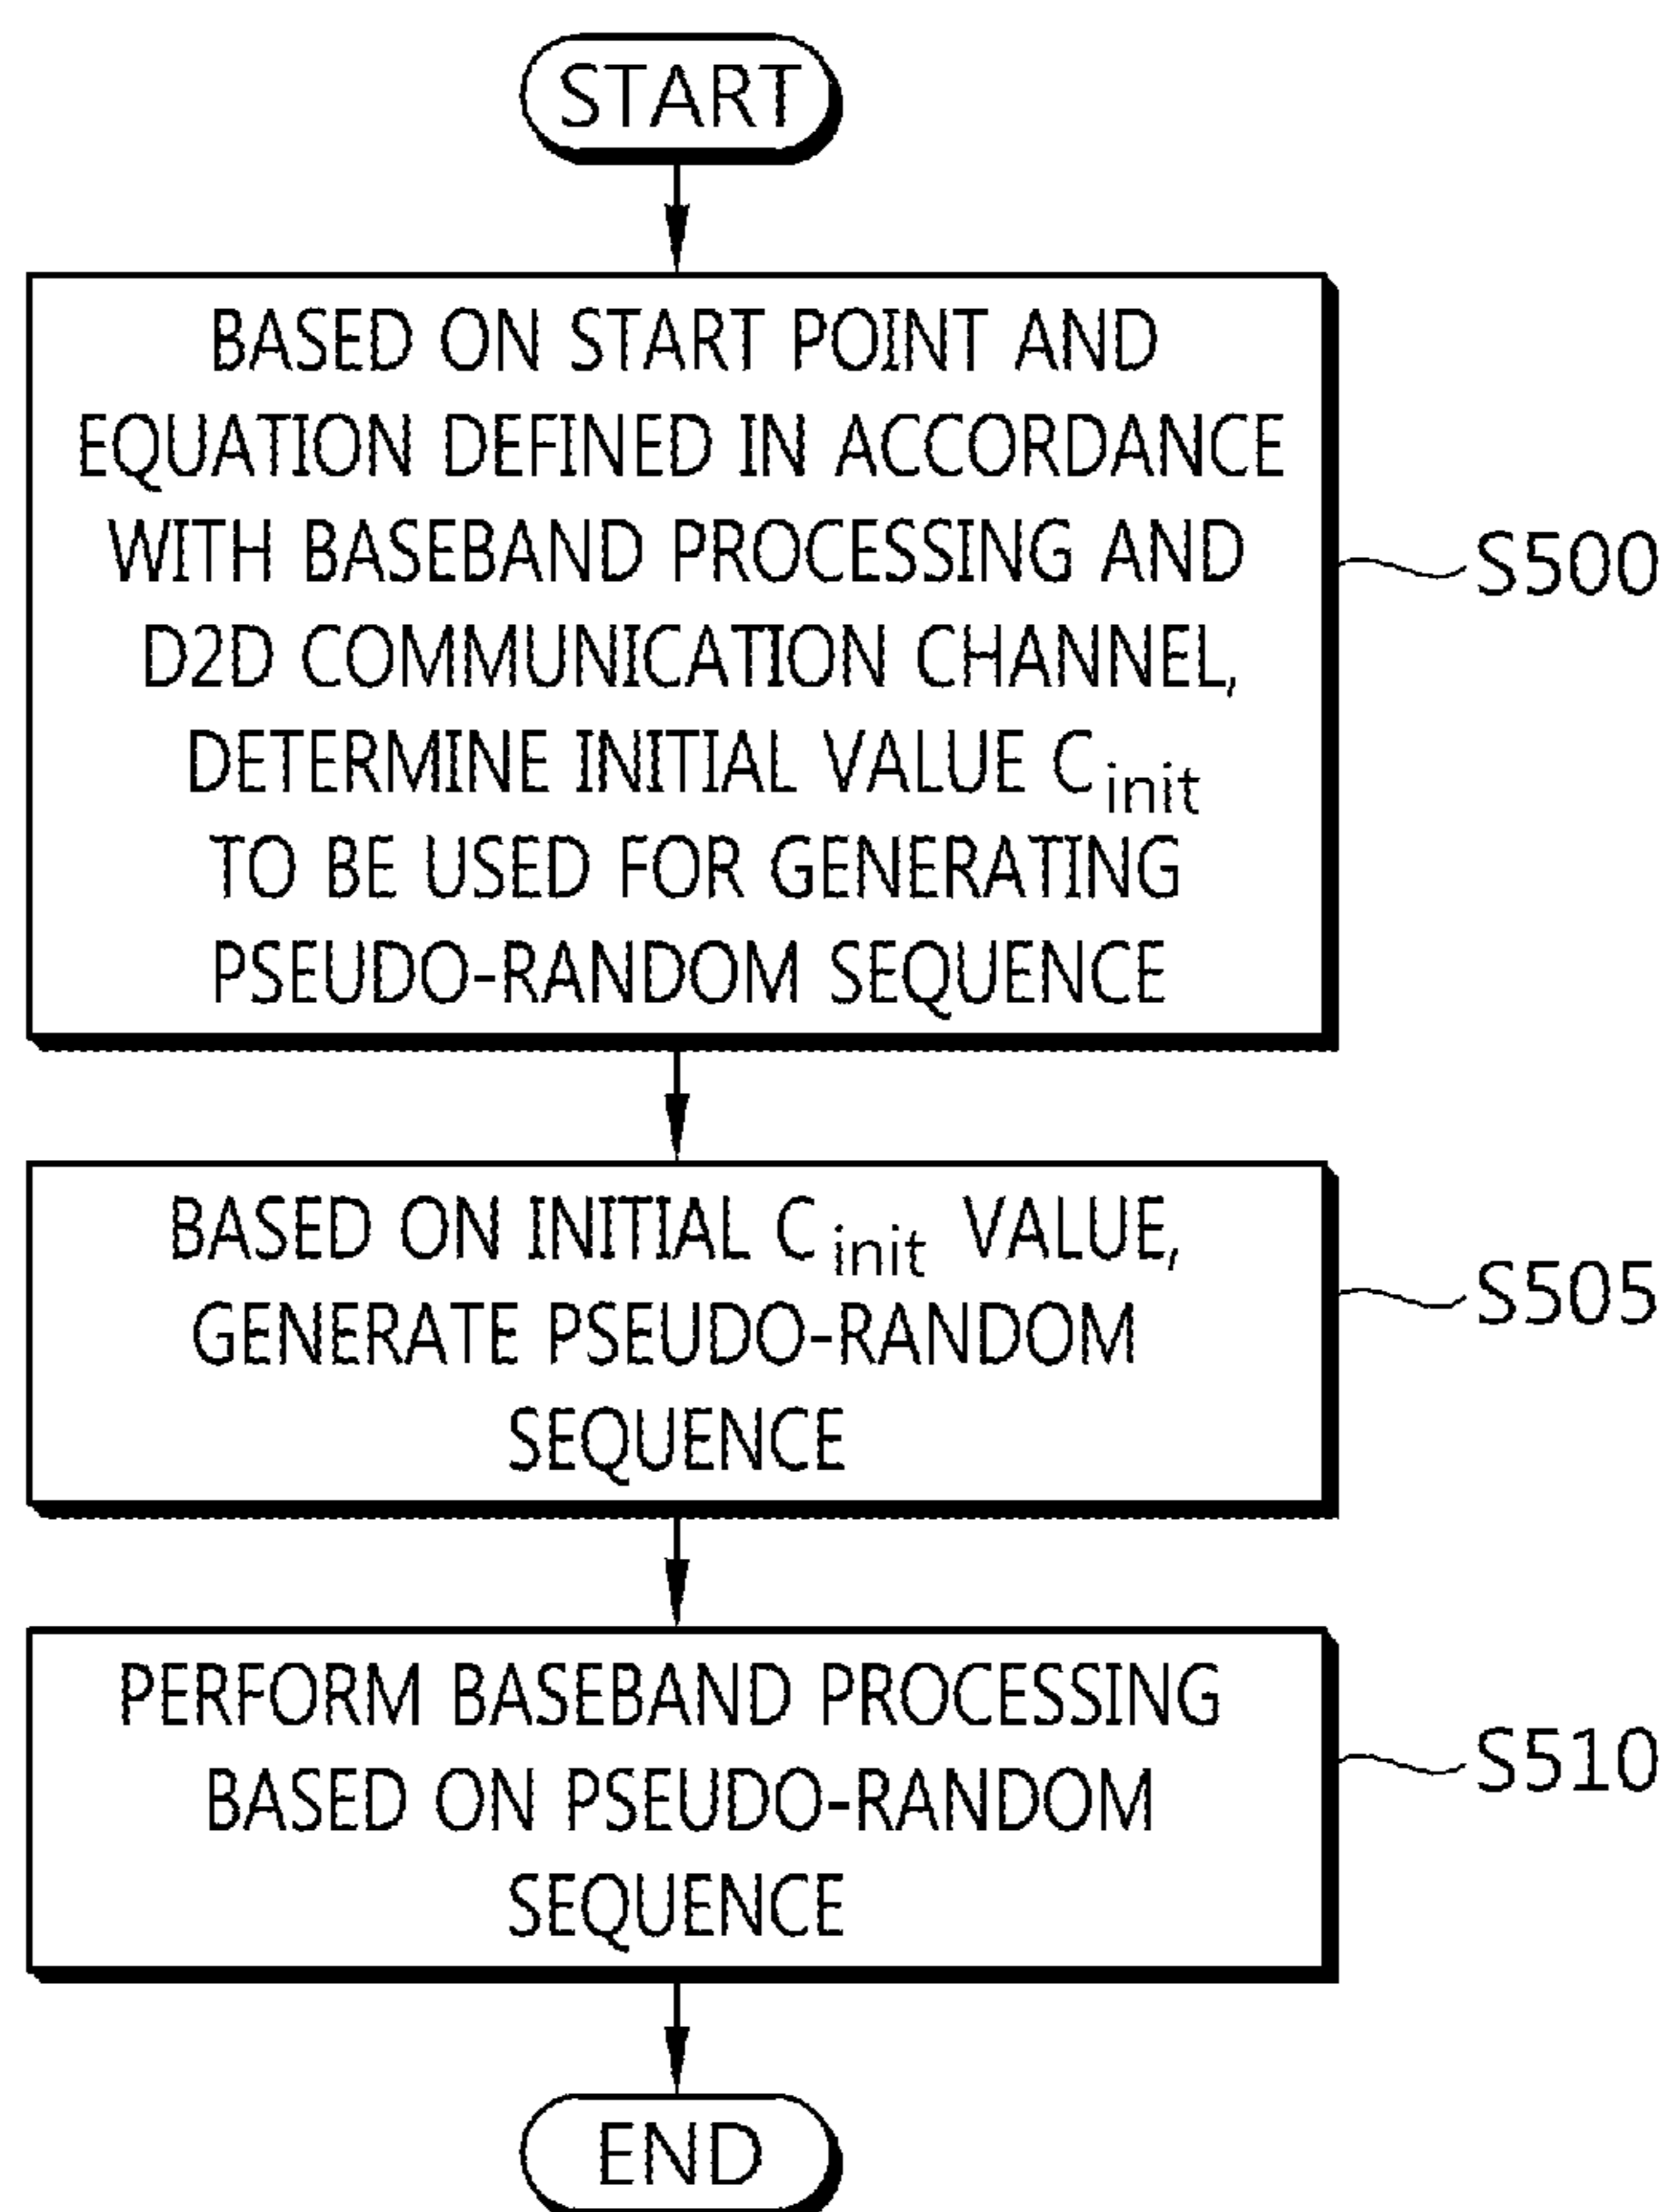 START
BASED ON START POINT AND
EQUATION DEFINED IN ACCORDANCE
WITH BASEBAND PROCESSING AND
D2D COMMUNICATION CHANNEL,
DETERMINE INITIAL VALUE C init
TO BE USED FOR GENERATING
PSEUDO-RANDOM SEQUENCE
S500
BASED ON INITIAL C init VALUE,
GENERATE PSEUDO-RANDOM
SEQUENCE
S505
PERFORM BASEBAND PROCESSING
BASED ON PSEUDO-RANDOM
SEQUENCE
S510
END